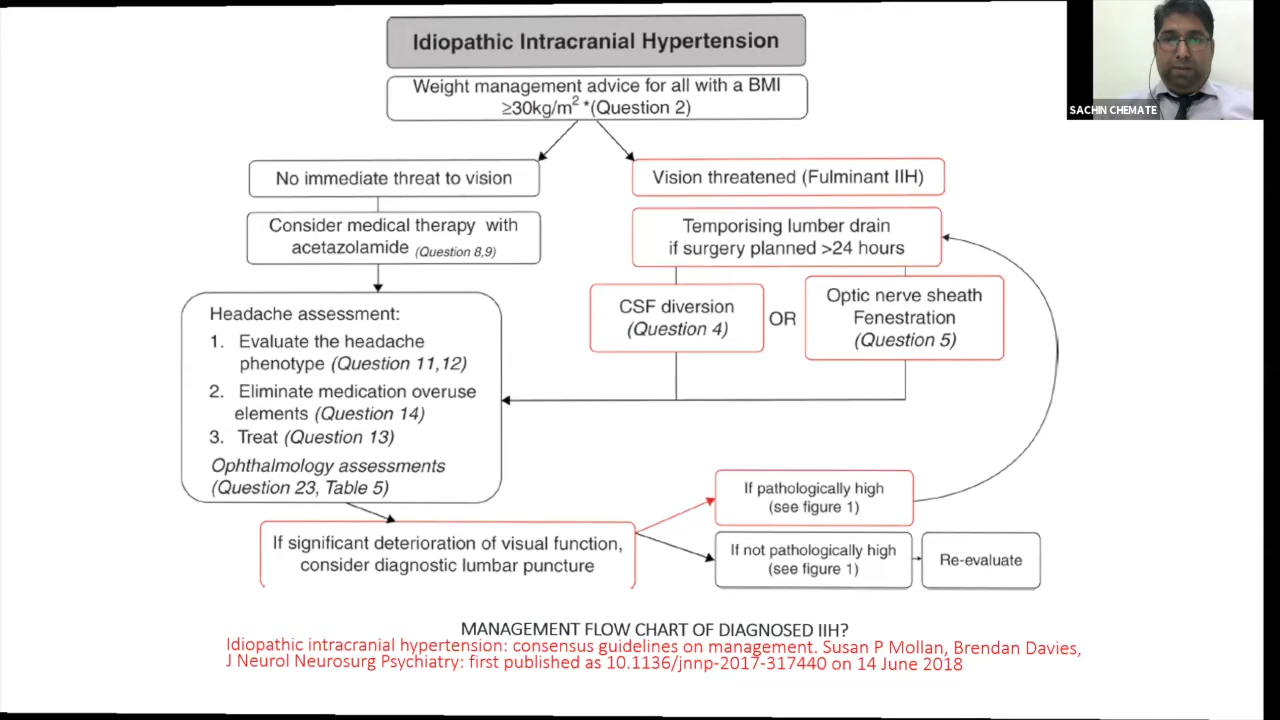 Idiopathic Intracranial Hypertension
Weight management advice for all with a BMI
≥30kg/m² *(Question 2)
SACHIN CHEMATE
No immediate threat to vision
Vision threatened (Fulminant IIH)
Consider medical therapy with
acetazolamide (Question 8,9)
Temporising lumber drain
if surgery planned >24 hours
CSF diversion
(Question 4)
OR
Optic nerve sheath
Fenestration
(Question 5)
Headache assessment:
1. Evaluate the headache
phenotype (Question 11,12)
2. Eliminate medication overuse
elements (Question 14)
3. Treat (Question 13)
Ophthalmology assessments
(Question 23, Table 5)
If significant deterioration of visual function,
consider diagnostic lumbar puncture
If pathologically high
(see figure 1)
If not pathologically high
(see figure 1)
Re-evaluate
MANAGEMENT FLOW CHART OF DIAGNOSED IIH?
Idiopathic intracranial hypertension: consensus guidelines on management. Susan P Mollan, Brendan Davies,
J Neurol Neurosurg Psychiatry: first published as 10.1136/jnnp-2017-317440 on 14 June 2018